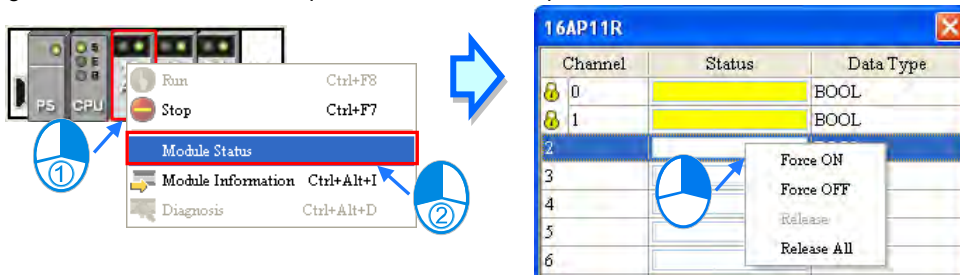 PS
CPU
Run Ctrl+F8
Stop Ctrl+F7
Module Status
Module Information Ctrl+Alt+I
Diagnosis Ctrl+Alt+D
1
2
16AP11R
Channel Status Data Type
0 BOOL
1 BOOL
2
3
4
5
6
Force ON
Force OFF
Release
Release All